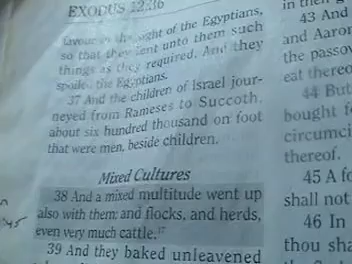 EXODUS 12:36
favour in the sight of the Egyptians,
so that they lent unto them such
things as they required. And they
spoiled the Egyptians.
37 And the children of Israel jour-
neyed from Rameses to Succoth,
about six hundred thousand on foot
that were men, beside children.
Mixed Cultures
38 And a mixed multitude went up
also with them; and flocks, and herds,
even very much cattle.
39 And they baked unleavened
in their
43 And
and Aaron
the passov
eat thereo
44 But
bought f
circumci
thereof.
45 A fo
shall not
46 In
thou sha